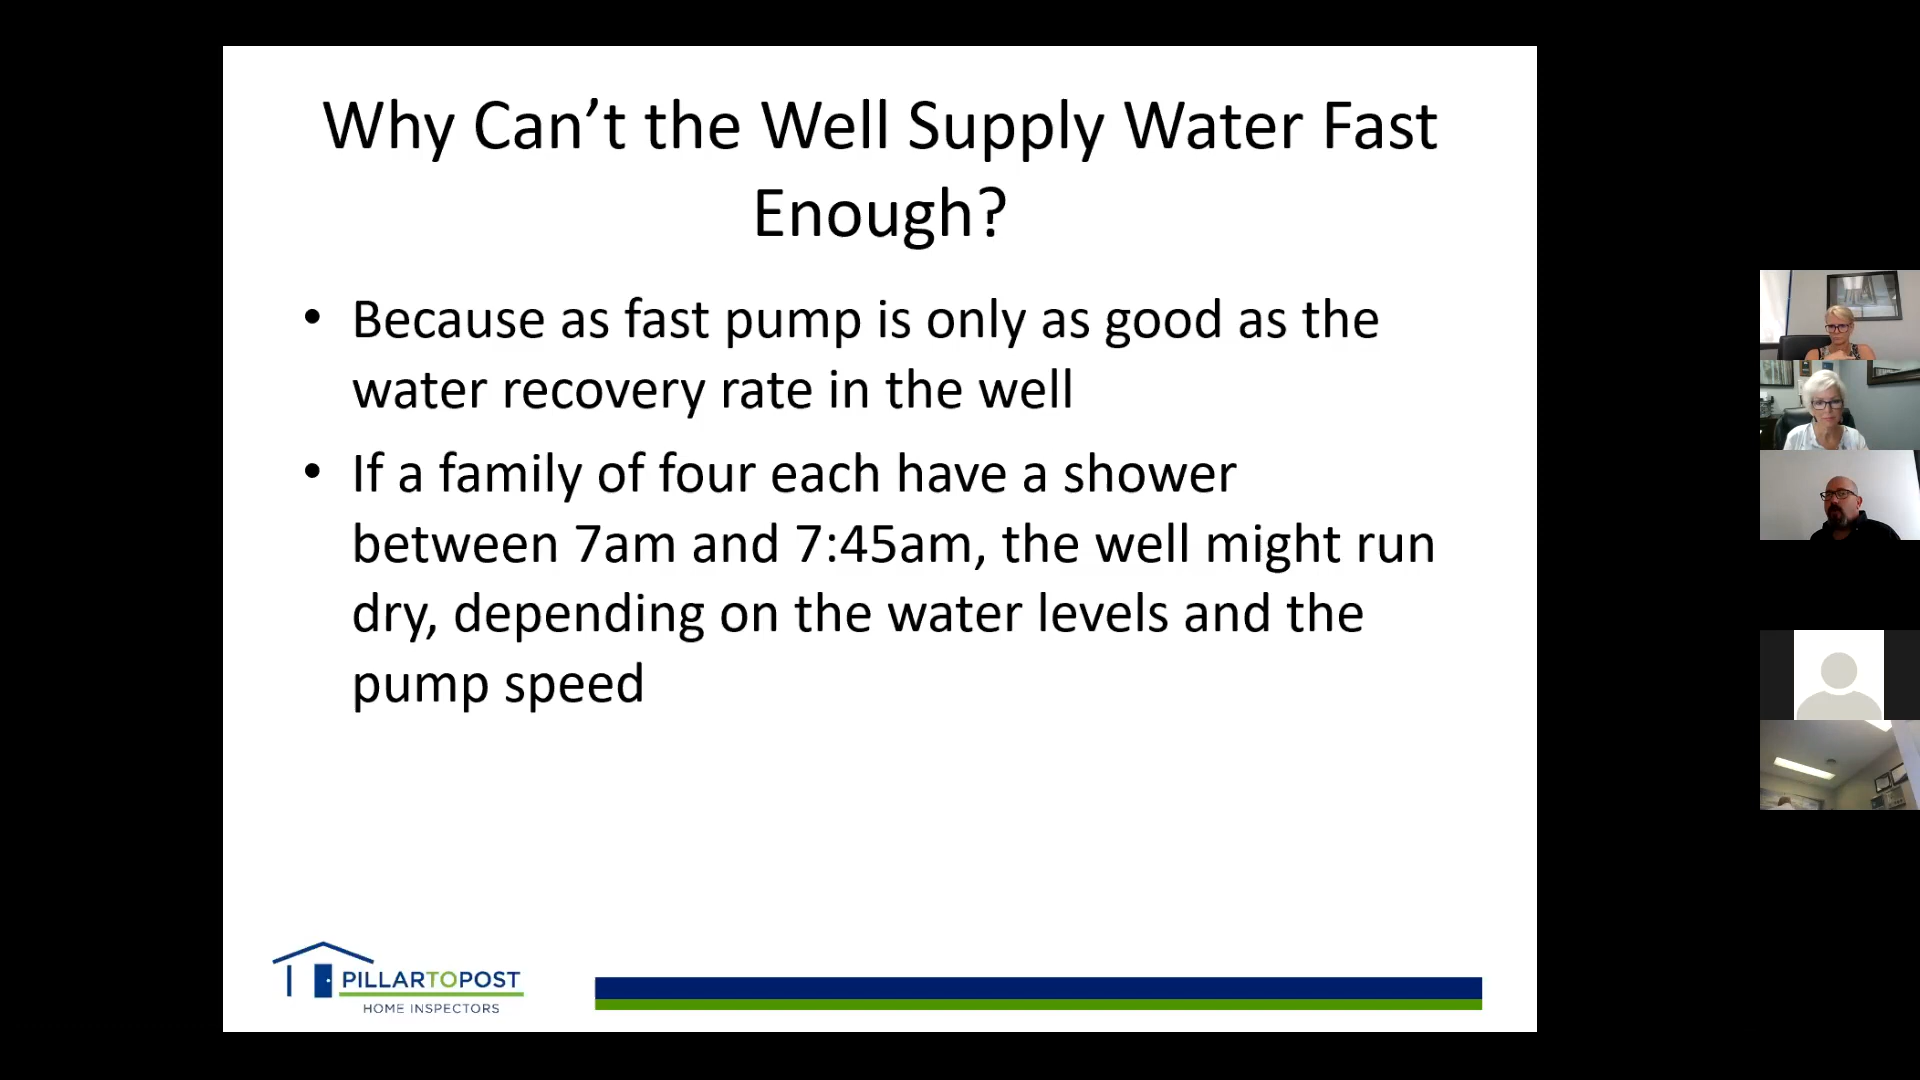 Why Can’t the Well Supply Water Fast
Enough?
• Because as fast pump is only as good as the
water recovery rate in the well
• If a family of four each have a shower
between 7am and 7:45am, the well might run
dry, depending on the water levels and the
pump speed
PILLARTOPOST
HOME INSPECTORS